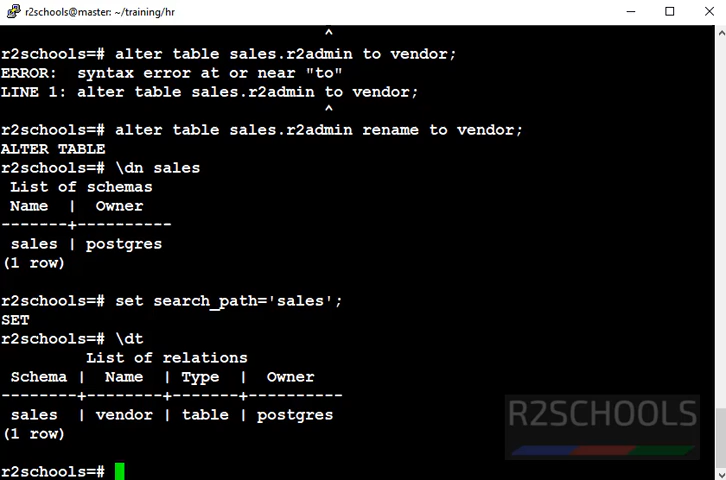 r2schools@master: ~/training/hr
^
r2schools=# alter table sales.r2admin to vendor;
ERROR:  syntax error at or near "to"
LINE 1: alter table sales.r2admin to vendor;
^
r2schools=# alter table sales.r2admin rename to vendor;
ALTER TABLE
r2schools=# \dn sales
List of schemas
Name  |  Owner
-------+----------
sales | postgres
(1 row)
r2schools=# set search_path='sales';
SET
r2schools=# \dt
List of relations
Schema |  Name  | Type  |  Owner
--------+--------+-------+----------
sales  | vendor | table | postgres
(1 row)
R2SCHOOLS
r2schools=#